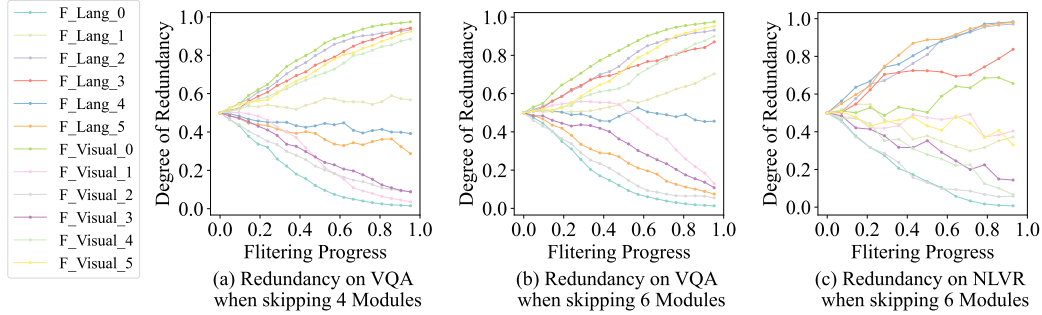 F_Lang_0
F_Lang_1
F_Lang_2
F_Lang_3
F_Lang_4
F_Lang_5
F_Visual_0
F_Visual_1
F_Visual_2
F_Visual_3
F_Visual_4
F_Visual_5
Degree of Redundancy
1.0
0.8
0.6
0.4
0.2
0.0
0.0 0.2 0.4 0.6 0.8 1.0
Flitering Progress
(a) Redundancy on VQA
when skipping 4 Modules
Degree of Redundancy
1.0
0.8
0.6
0.4
0.2
0.0
0.0 0.2 0.4 0.6 0.8 1.0
Flitering Progress
(b) Redundancy on VQA
when skipping 6 Modules
Degree of Redundancy
1.0
0.8
0.6
0.4
0.2
0.0
0.0 0.2 0.4 0.6 0.8 1.0
Flitering Progress
(c) Redundancy on NLVR
when skipping 6 Modules